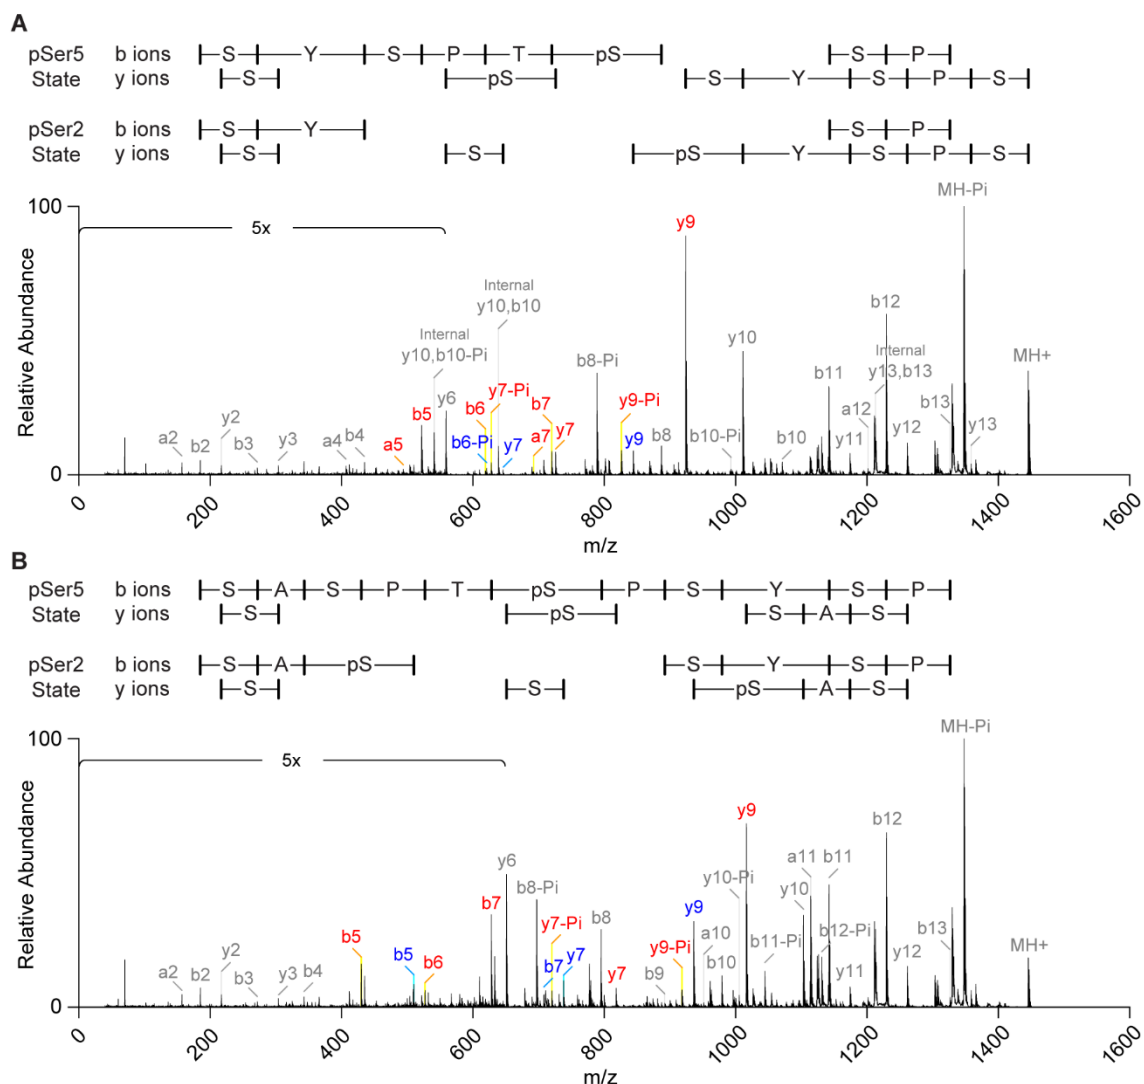 A
pSer5 b ions S Y S P T pS S P
State y ions S pS S Y S P S
pSer2 b ions S Y S P
State y ions S S pS Y S P S
100
5x
Relative Abundance
a2
b2
y2
b3
y3
a4
b4
a5
b5
Internal
y10,b10-Pi
y6
b6
b6-Pi
y7-Pi
Internal
y10,b10
y7
a7
b7
y7
b8-Pi
y9-Pi
y9
b8
y9
b10-Pi
y10
b10
b11
y11
a12
Internal
y13,b13
b12
y12
b13
MH-Pi
y13
MH+
0
0 200 400 600 800 1000 1200 1400 1600
m/z
B
pSer5 b ions S A S P T pS P S Y S P
State y ions S pS S A S
pSer2 b ions S A pS S Y S P
State y ions S S pS A S
100
5x
Relative Abundance
a2
b2
y2
b3
y3
b4
b5
b5
b6
b7
y6
b8-Pi
y7-Pi
b7
y7
b8
y7
b9
y9-Pi
y9
a10
b10
y10-Pi
y9
b11-Pi
y10
a11
b11
b12-Pi
y11
b12
y12
b13
MH-Pi
MH+
0
0 200 400 600 800 1000 1200 1400 1600
m/z